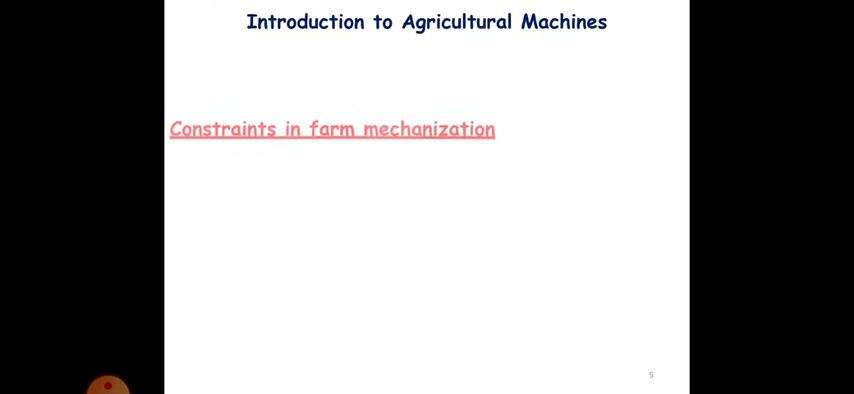 Introduction to Agricultural Machines
Constraints in farm mechanization
5